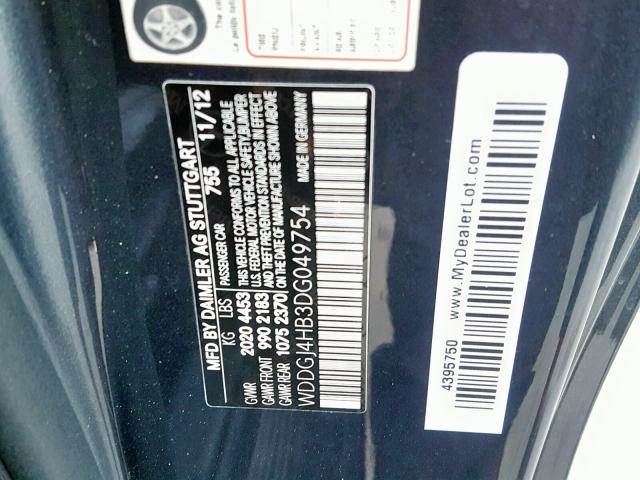 MFD BY DAIMLER AG STUTTGART
755 11/12
KG LBS PASSENGER CAR
GVWR 2020 4453 THIS VEHICLE CONFORMS TO ALL APPLICABLE
GAWR FRONT 990 2183 U.S. FEDERAL MOTOR VEHICLE SAFETY,BUMPER
GAWR REAR 1075 2370 AND THEFT PREVENTION STANDARDS IN EFFECT
ON THE DATE OF MANUFACTURE SHOWN ABOVE
WDDGJ4HB3DG049754 MADE IN GERMANY
www.MyDealerLot.com
4395750